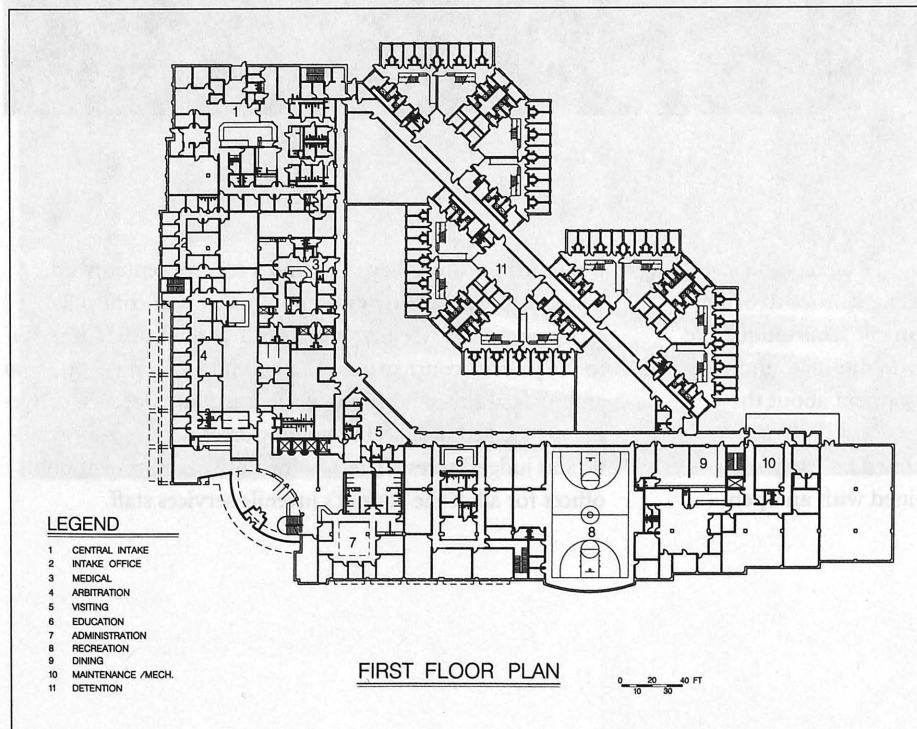 1
3
11
4
5
6
9
10
8
7
LEGEND
1 CENTRAL INTAKE
2 INTAKE OFFICE
3 MEDICAL
4 ARBITRATION
5 VISITING
6 EDUCATION
7 ADMINISTRATION
8 RECREATION
9 DINING
10 MAINTENANCE /MECH.
11 DETENTION
FIRST FLOOR PLAN
0 20 40 FT
10 30